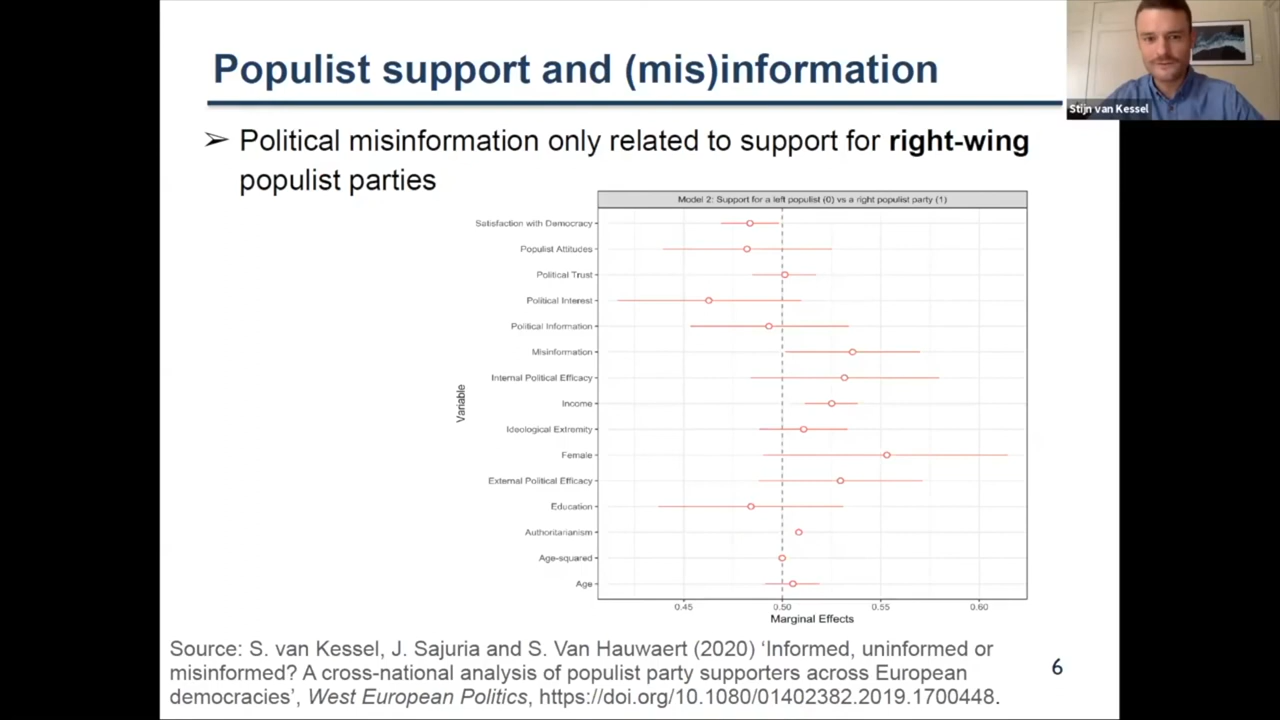 Populist support and (mis)information
Stijn van Kessel
➢ Political misinformation only related to support for right-wing
populist parties
Model 2: Support for a left populist (0) vs a right populist party (1)
Satisfaction with Democracy
Populist Attitudes
Political Trust
Political Interest
Political Information
Misinformation
Internal Political Efficacy
Income
Ideological Extremity
Female
External Political Efficacy
Education
Authoritarianism
Age-squared
Age
Variable
0.45 0.50 0.55 0.60
Marginal Effects
Source: S. van Kessel, J. Sajuria and S. Van Hauwaert (2020) ‘Informed, uninformed or
misinformed? A cross-national analysis of populist party supporters across European
democracies’, West European Politics, https://doi.org/10.1080/01402382.2019.1700448.
6